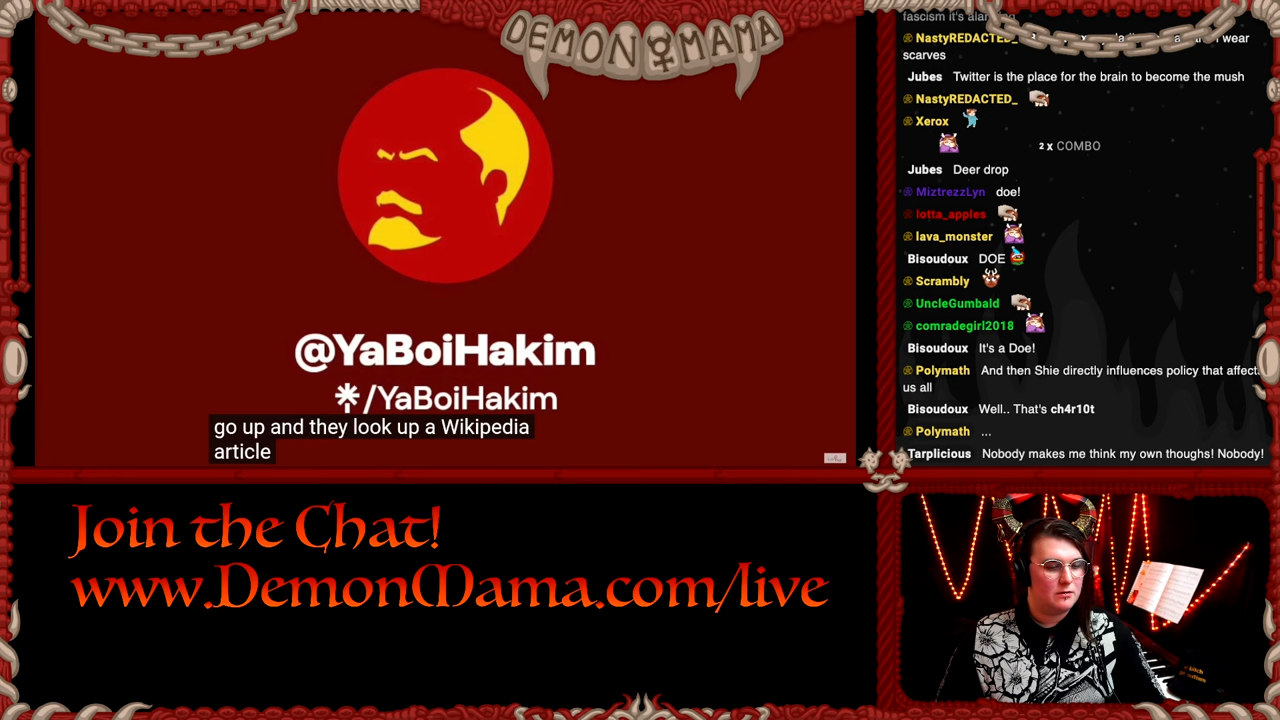 DEMON MAMA
@YaBoiHakim
/YaBoiHakim
go up and they look up a Wikipedia
article
fascism it's
NastyREDACTED_
wear
scarves
Jubes Twitter is the place for the brain to become the mush
NastyREDACTED_
Xerox
2 x COMBO
Jubes Deer drop
MiztrezzLyn doe!
lotta_apples
lava_monster
Bisoudoux DOE
Scrambly
UncleGumbald
comradegirl2018
Bisoudoux It's a Doe!
Polymath And then Shie directly influences policy that affect
us all
Bisoudoux Well.. That's ch4r10t
Polymath ...
Tarplicious Nobody makes me think my own thoughs! Nobody!
Join the Chat!
www.DemonMama.com/live